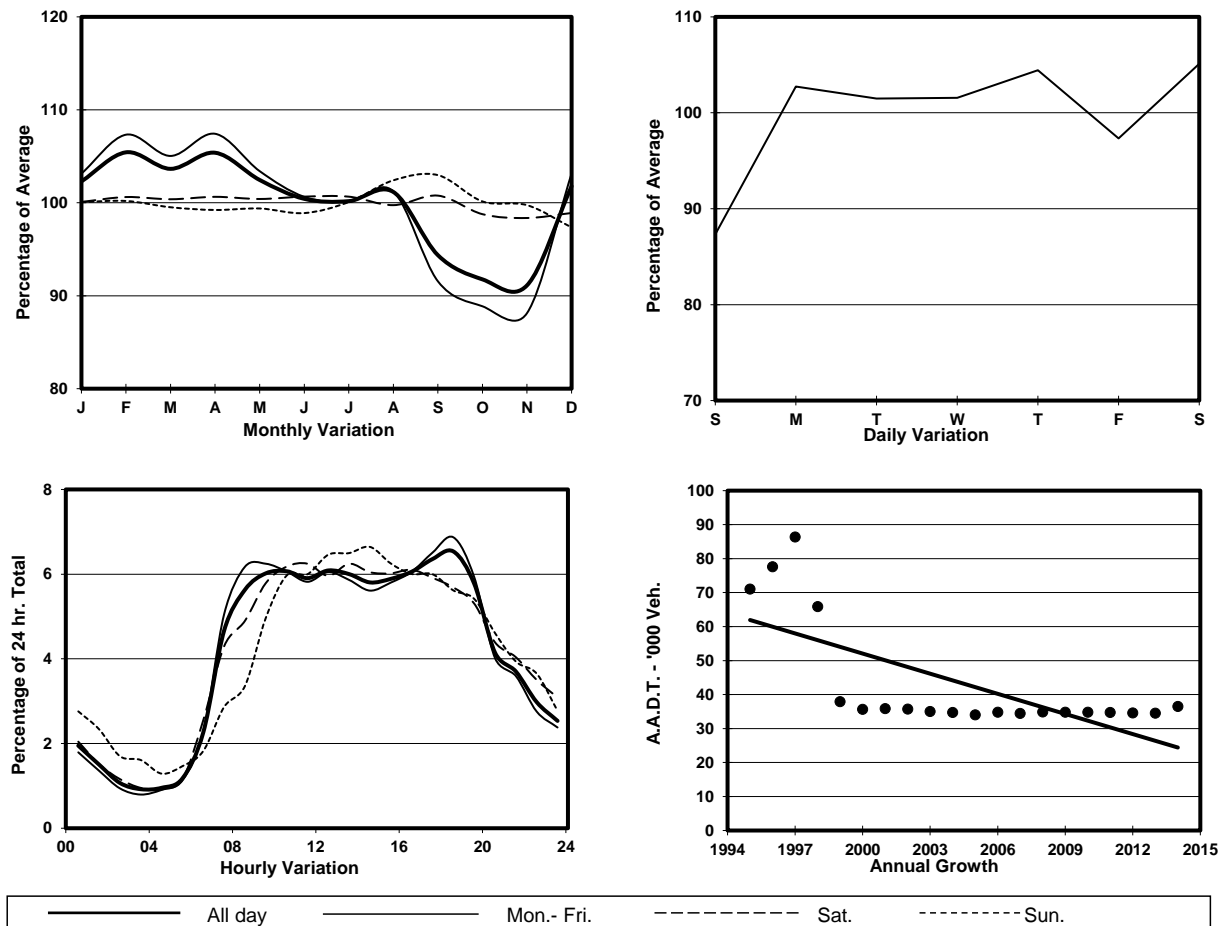 120
110
100
90
80
Percentage of Average
J F M A M J J A S O N D
Monthly Variation
110
100
90
80
70
Percentage of Average
S M T W T F S
Daily Variation
8
6
4
2
0
Percentage of 24 hr. Total
00 04 08 12 16 20 24
Hourly Variation
100
90
80
70
60
50
40
30
20
10
0
A.A.D.T. - '000 Veh.
1994 1997 2000 2003 2006 2009 2012 2015
Annual Growth
All day Mon.- Fri. Sat. Sun.